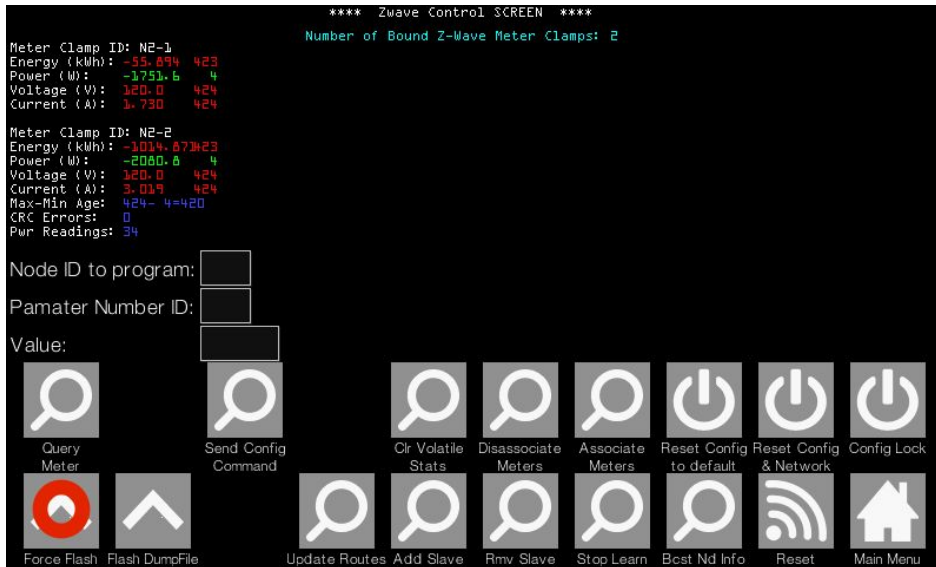 **** Zwave Control SCREEN ****
Number of Bound Z-Wave Meter Clamps: 2
Meter Clamp ID: N2-1
Energy (kWh): -55.894 423
Power (W): -1751.6 4
Voltage (V): 120.0 424
Current (A): 1.730 424
Meter Clamp ID: N2-2
Energy (kWh): -1014.871423
Power (W): -2080.8 4
Voltage (V): 120.0 424
Current (A): 3.019 424
Max-Min Age: 424- 4=420
CRC Errors: 0
Pwr Readings: 34
Node ID to program:
Pamater Number ID:
Value:
Query Meter
Send Config Command
Clr Volatile Stats
Disassociate Meters
Associate Meters
Reset Config to default
Reset Config & Network
Config Lock
Force Flash
Flash DumpFile
Update Routes
Add Slave
Rmv Slave
Stop Learn
Bcst Nd Info
Reset
Main Menu